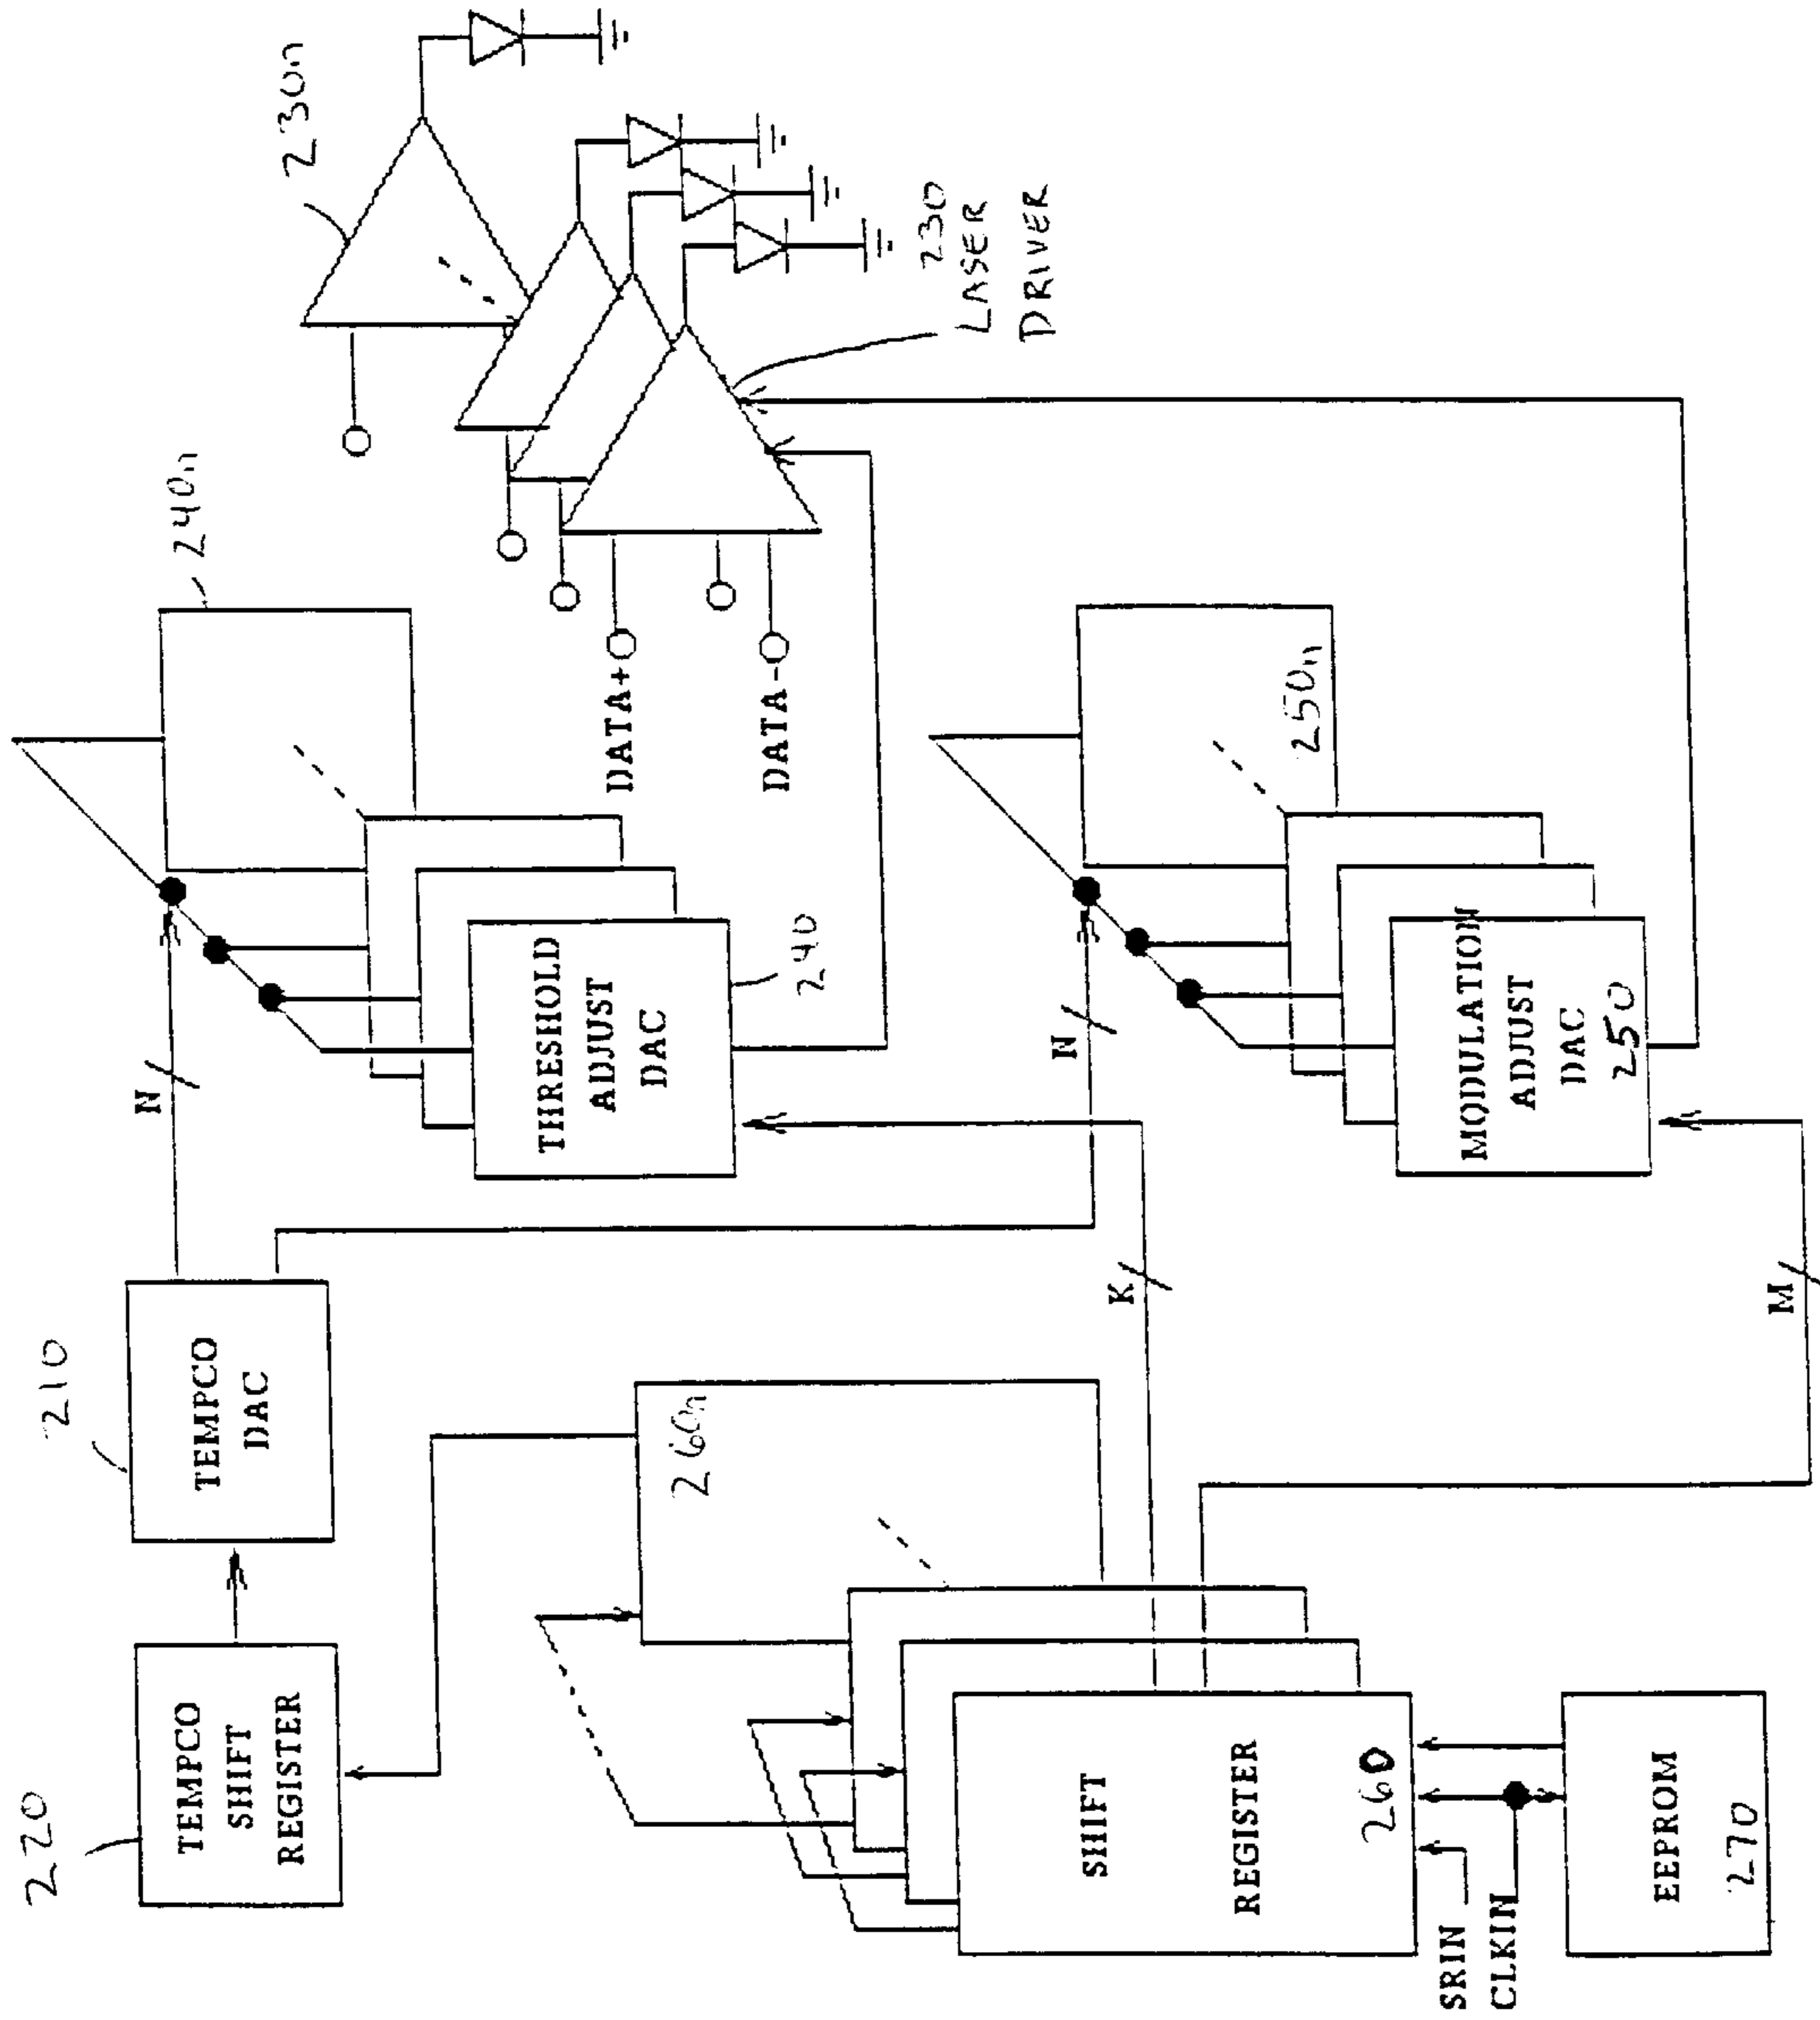 220
TEMPCO
SHIFT
REGISTER
210
TEMPCO
DAC
N
240n
THRESHOLD
ADJUST
DAC
240
230n
DATA+
DATA-
230
LASER
DRIVER
260n
SHIFT
REGISTER
260
K
N
250n
MODULATION
ADJUST
DAC
250
M
SRIN
CLKIN
EEPROM
270